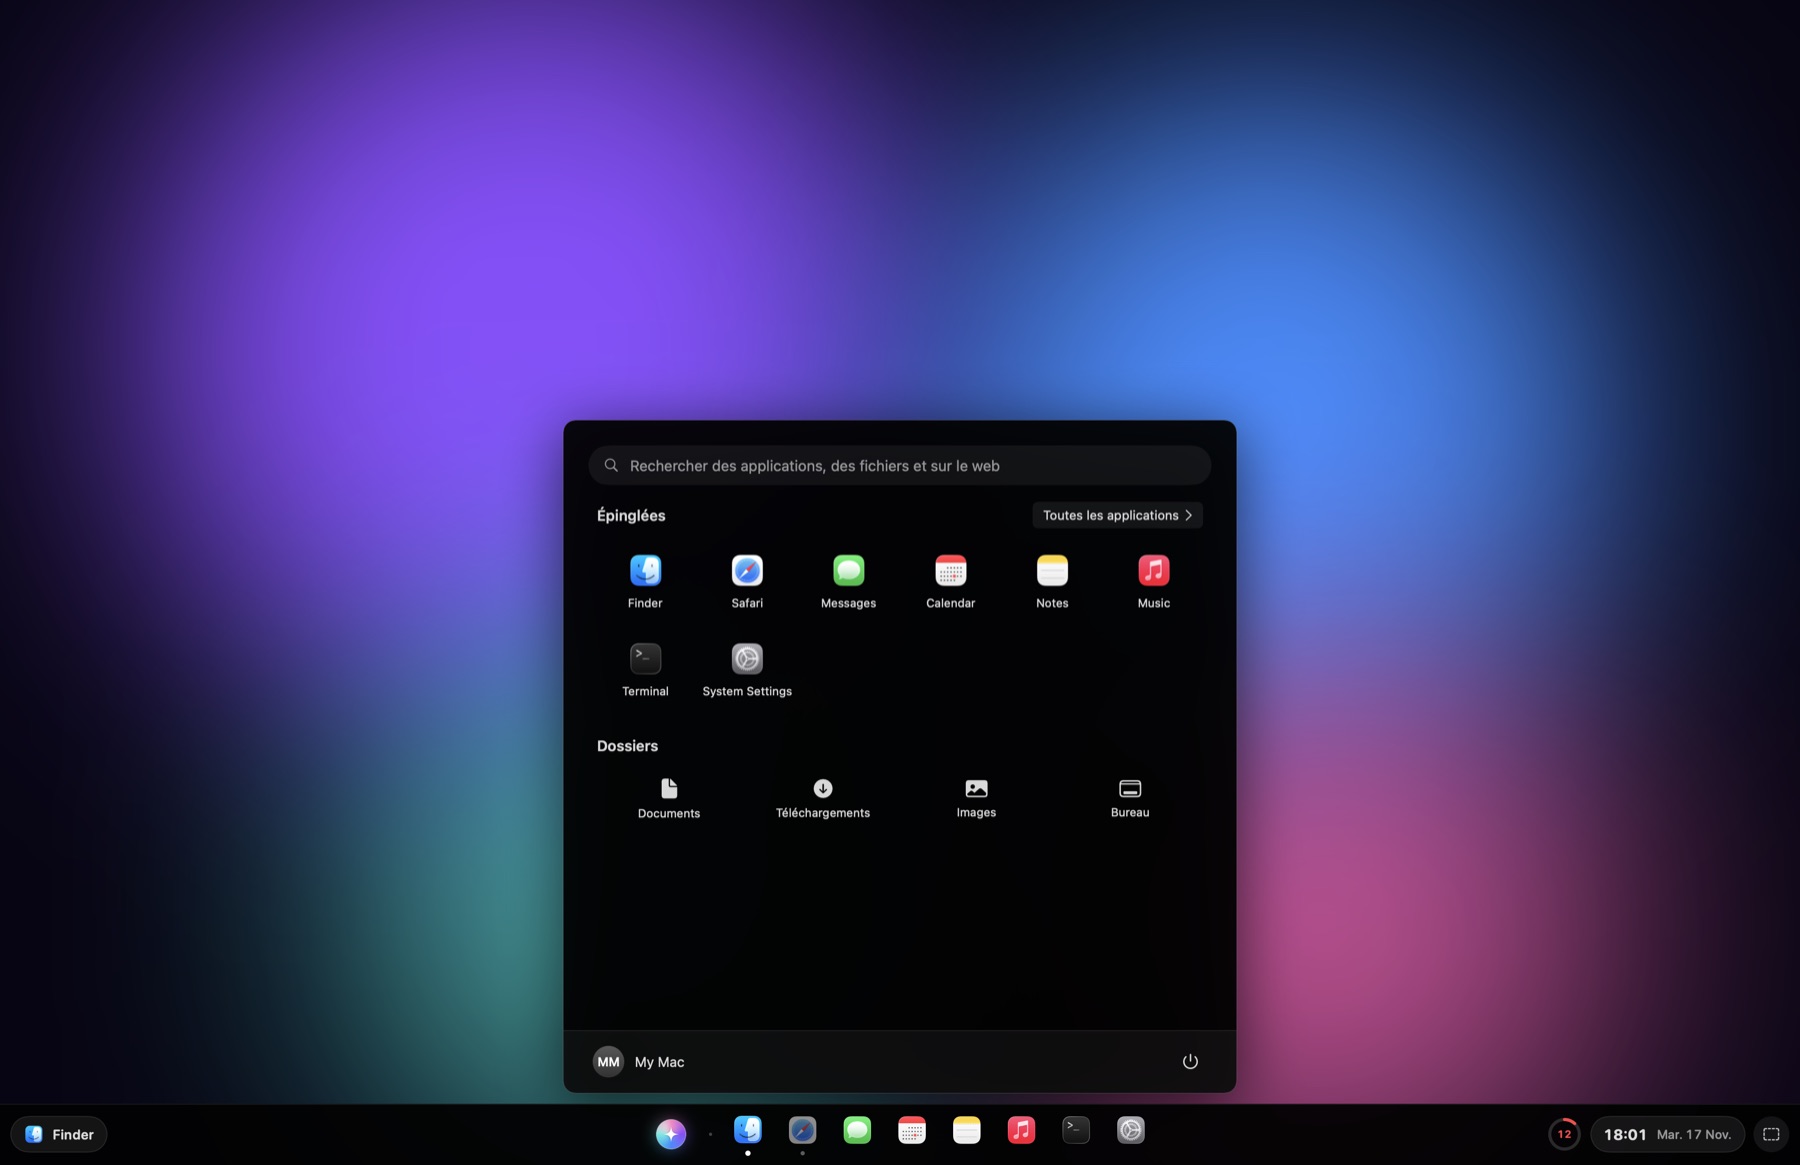 Rechercher des applications, des fichiers et sur le web
Épinglées
Toutes les applications
Finder
Safari
Messages
Calendar
Notes
Music
>_
Terminal
System Settings
Dossiers
Documents
Téléchargements
Images
Bureau
MM
My Mac
Finder
>_
12
18:01 Mar. 17 Nov.